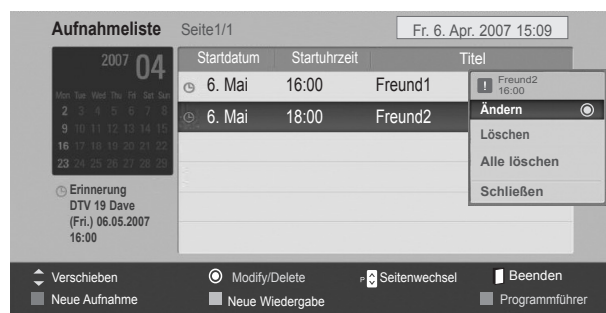 Aufnahmeliste Seite1/1 Fr. 6. Apr. 2007 15:09
2007 04
Mon Tue Wed Thu Fri Sat Sun
1
2 3 4 5 6 7 8
9 10 11 12 13 14 15
16 17 18 19 20 21 22
23 24 25 26 27 28 29
Erinnerung
DTV 19 Dave
(Fri.) 06.05.2007
16:00
Startdatum Startuhrzeit Titel
6. Mai 16:00 Freund1
6. Mai 18:00 Freund2
! Freund2
16:00
Ändern
Löschen
Alle löschen
Schließen
Verschieben Modify/Delete P Seitenwechsel Beenden
Neue Aufnahme Neue Wiedergabe Programmführer